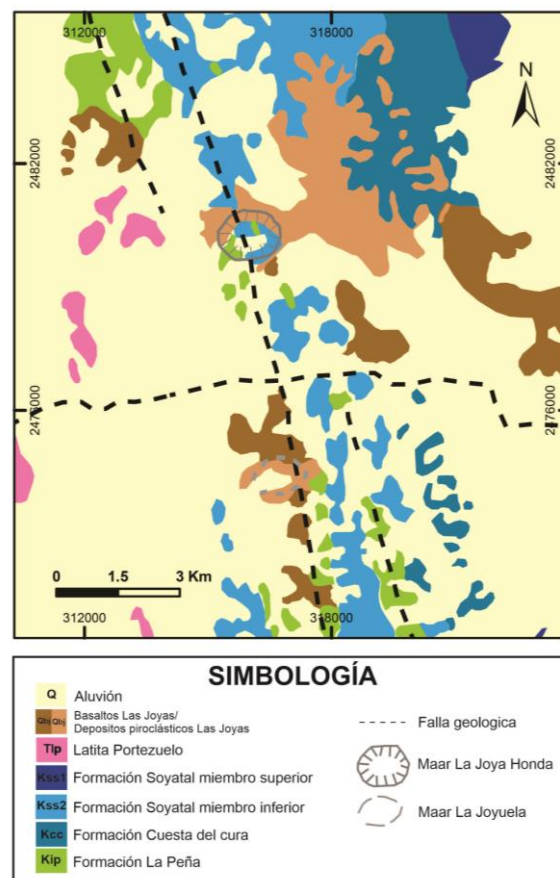 312000
318000
N
2482000
2482000
2476000
2476000
0 1.5 3 Km
312000
318000
SIMBOLOGÍA
Q Aluvión
Qbj Qbj Basaltos Las Joyas/
Depositos piroclásticos Las Joyas
Tlp Latita Portezuelo
Kss1 Formación Soyatal miembro superior
Kss2 Formación Soyatal miembro inferior
Kcc Formación Cuesta del cura
Kip Formación La Peña
Falla geologica
Maar La Joya Honda
Maar La Joyuela